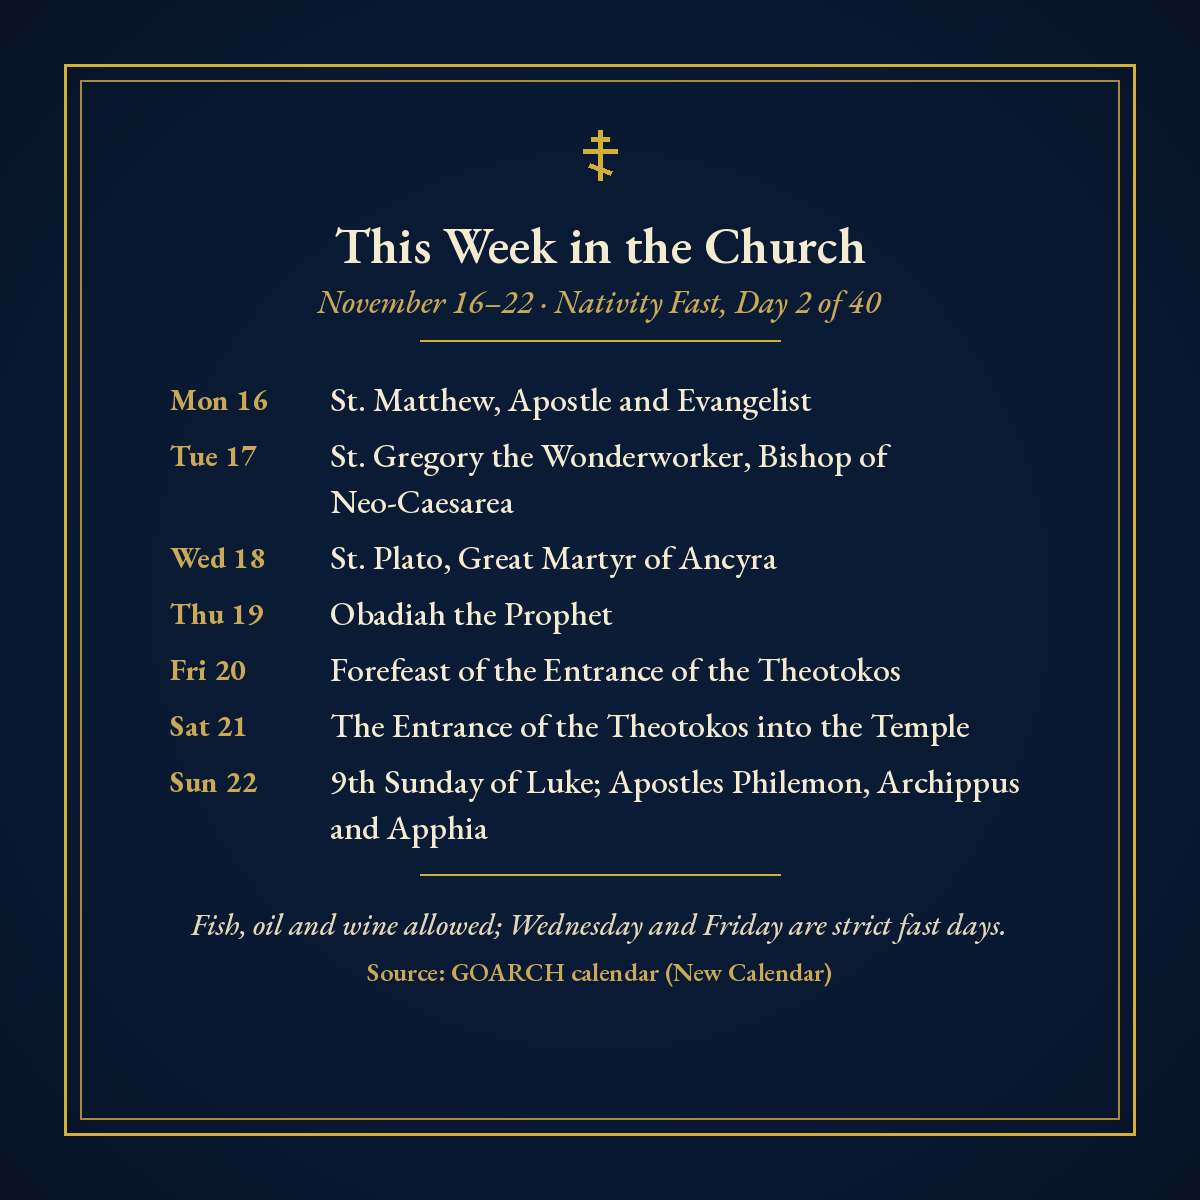 This Week in the Church
November 16–22 · Nativity Fast, Day 2 of 40
Mon 16 St. Matthew, Apostle and Evangelist
Tue 17 St. Gregory the Wonderworker, Bishop of
Neo-Caesarea
Wed 18 St. Plato, Great Martyr of Ancyra
Thu 19 Obadiah the Prophet
Fri 20 Forefeast of the Entrance of the Theotokos
Sat 21 The Entrance of the Theotokos into the Temple
Sun 22 9th Sunday of Luke; Apostles Philemon, Archippus
and Apphia
Fish, oil and wine allowed; Wednesday and Friday are strict fast days.
Source: GOARCH calendar (New Calendar)